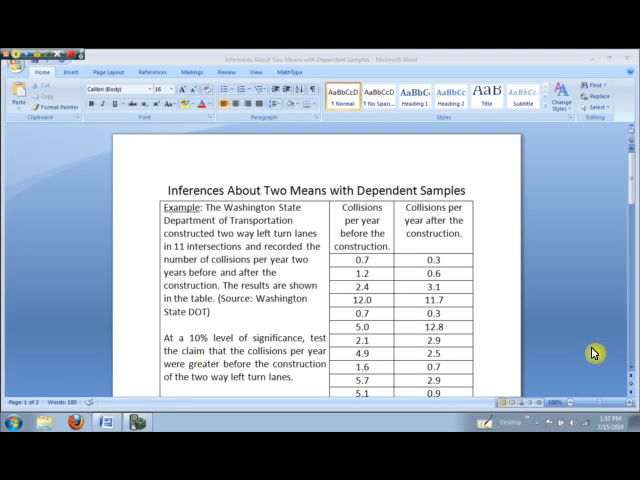 Inferences About Two Means with Dependent Samples - Microsoft Word
Home Insert Page Layout References Mailings Review View MathType
Paste
Cut
Copy
Format Painter
Clipboard
Calibri (Body) 16
Font
Paragraph
AaBbCcD AaBbCcD AaBbC AaBbCc AaB AaBbCc.
¶ Normal ¶ No Spaci... Heading 1 Heading 2 Title Subtitle
Change Styles
Styles
Find
Replace
Select
Editing
Inferences About Two Means with Dependent Samples
Example: The Washington State
Department of Transportation
constructed two way left turn lanes
in 11 intersections and recorded the
number of collisions per year two
years before and after the
construction. The results are shown
in the table. (Source: Washington
State DOT)
At a 10% level of significance, test
the claim that the collisions per year
were greater before the construction
of the two way left turn lanes.
Collisions
per year
before the
construction.
Collisions per
year after the
construction.
0.7 0.3
1.2 0.6
2.4 3.1
12.0 11.7
0.7 0.3
5.0 12.8
2.1 2.9
4.9 2.5
1.6 0.7
5.7 2.9
5.1 0.9
Page: 1 of 2 Words: 180
100%
Desktop
1:57 PM
7/15/2010